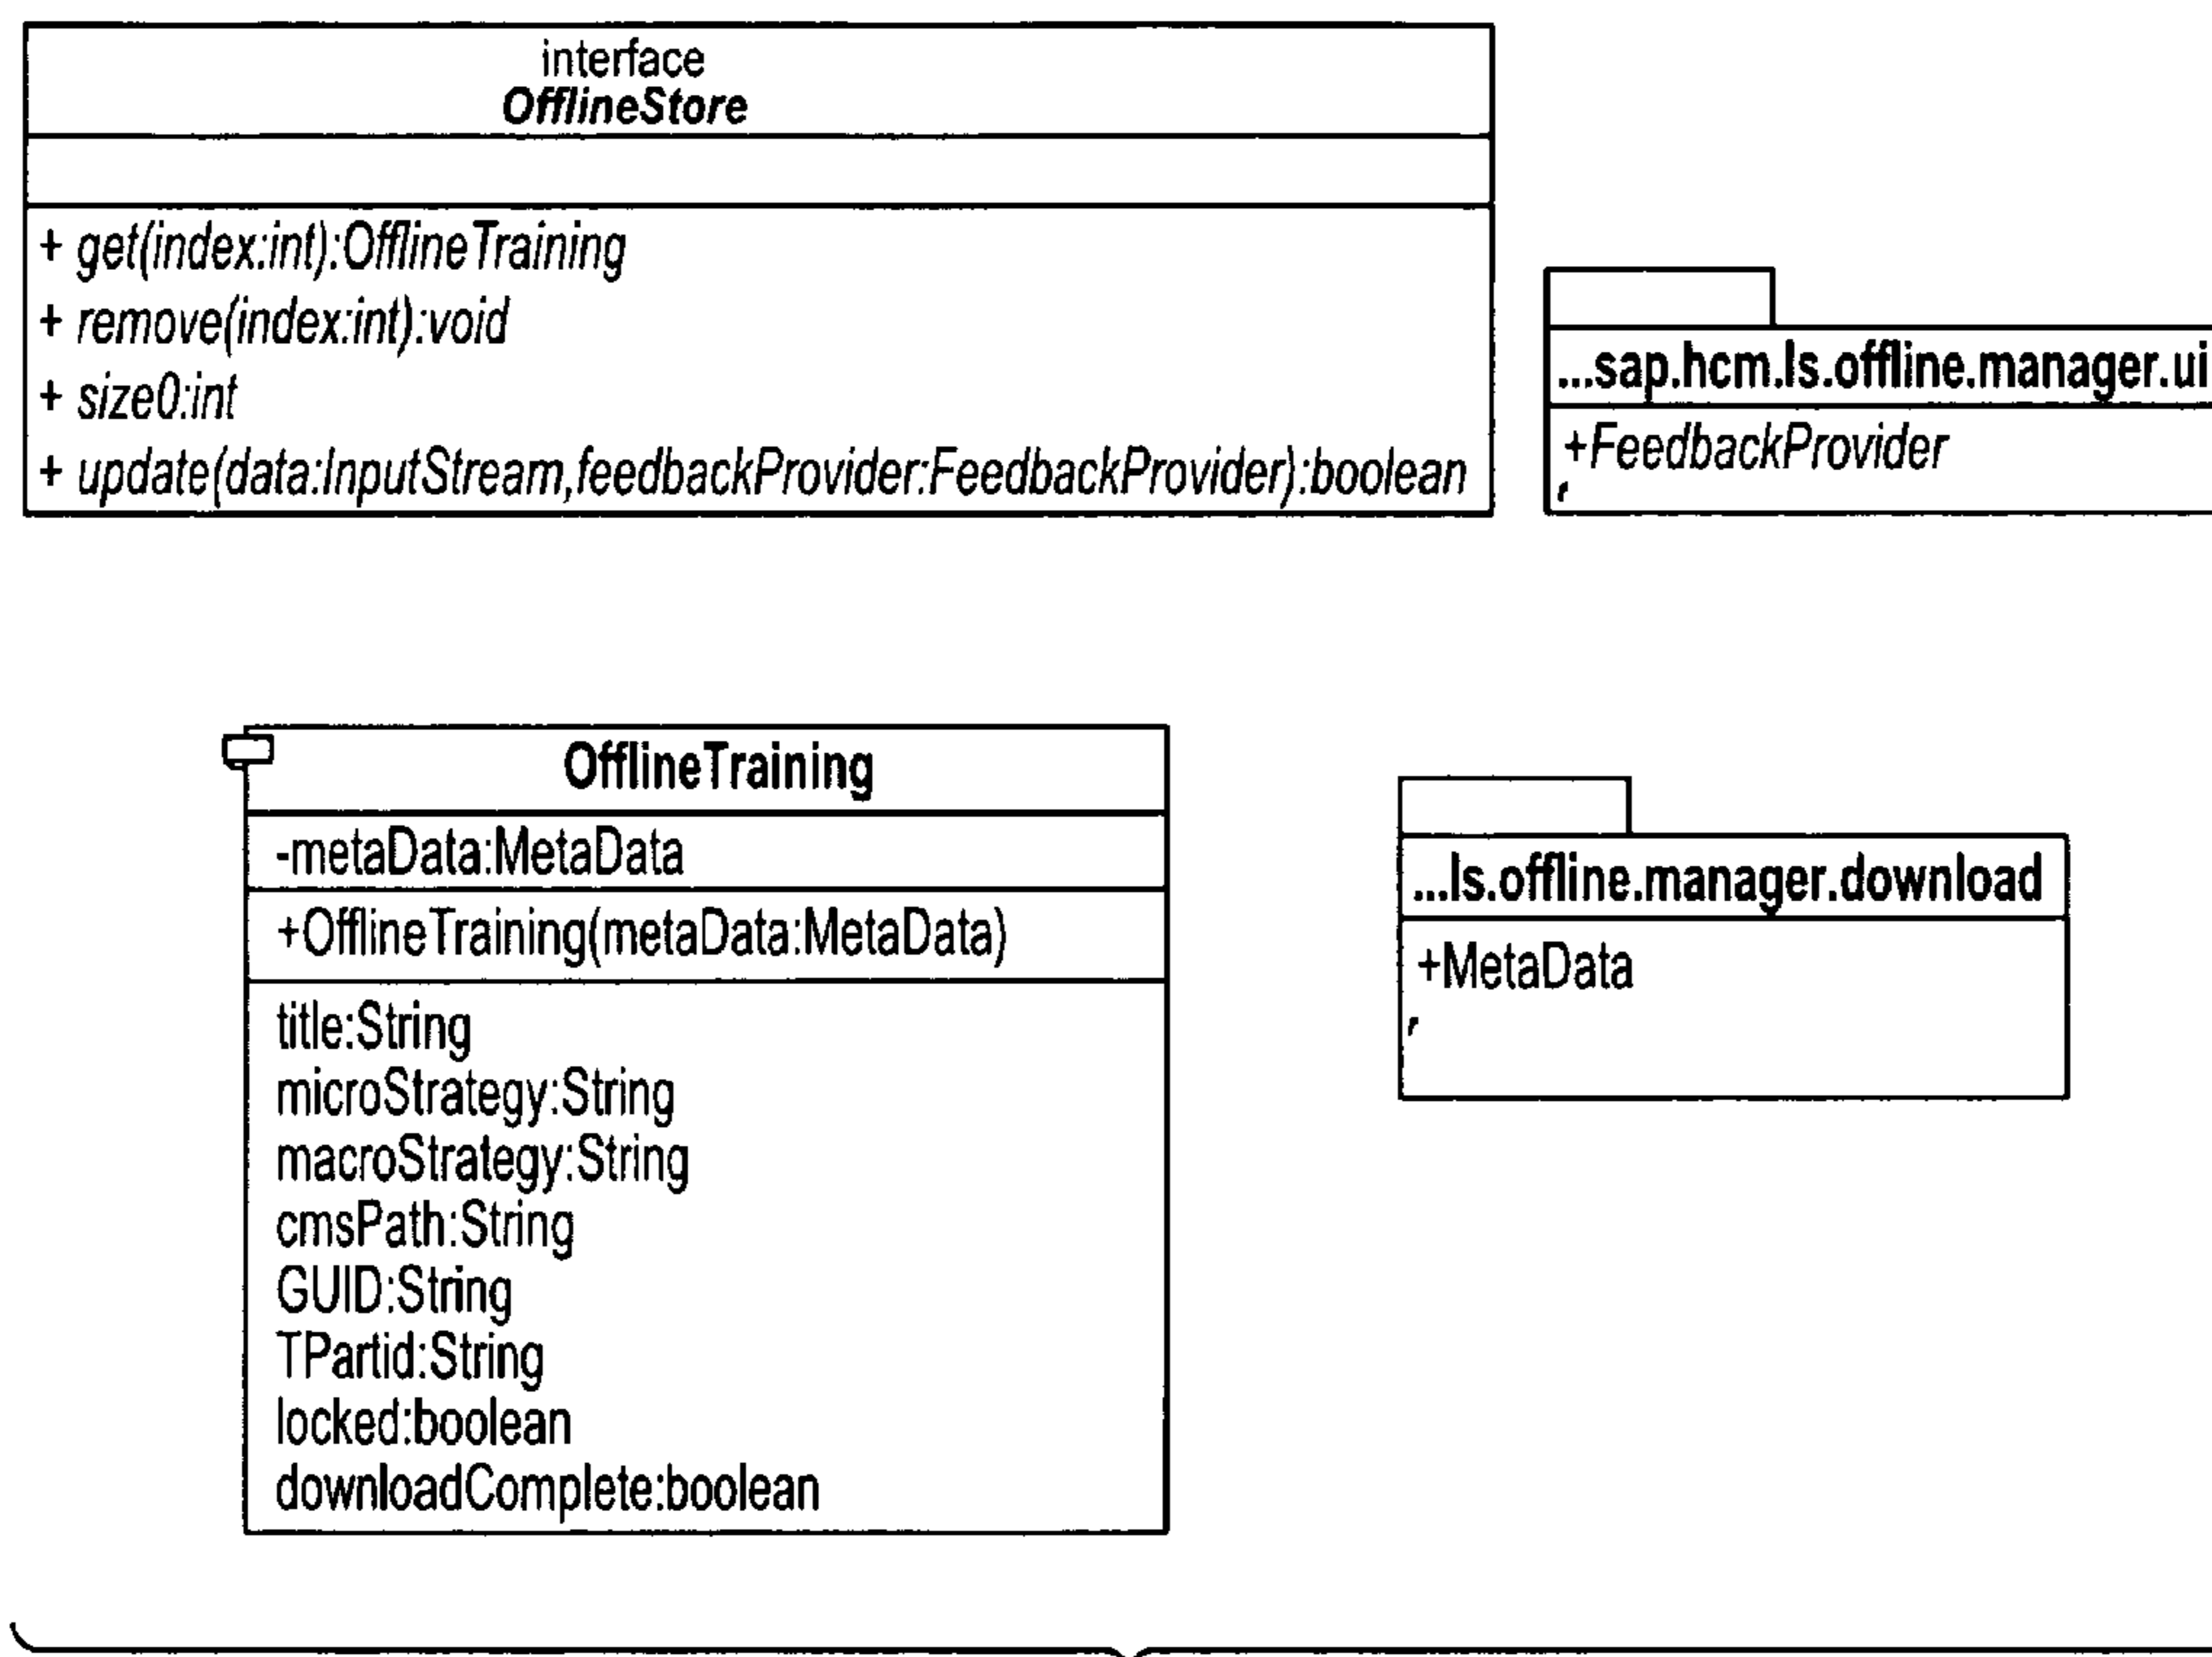 interface
OfflineStore
+ get(index:int):OfflineTraining
+ remove(index:int):void
+ size0:int
+ update(data:InputStream,feedbackProvider:FeedbackProvider):boolean
...sap.hcm.ls.offline.manager.ui
+FeedbackProvider
OfflineTraining
-metaData:MetaData
+OfflineTraining(metaData:MetaData)
title:String
microStrategy:String
macroStrategy:String
cmsPath:String
GUID:String
TPartid:String
locked:boolean
downloadComplete:boolean
...ls.offline.manager.download
+MetaData